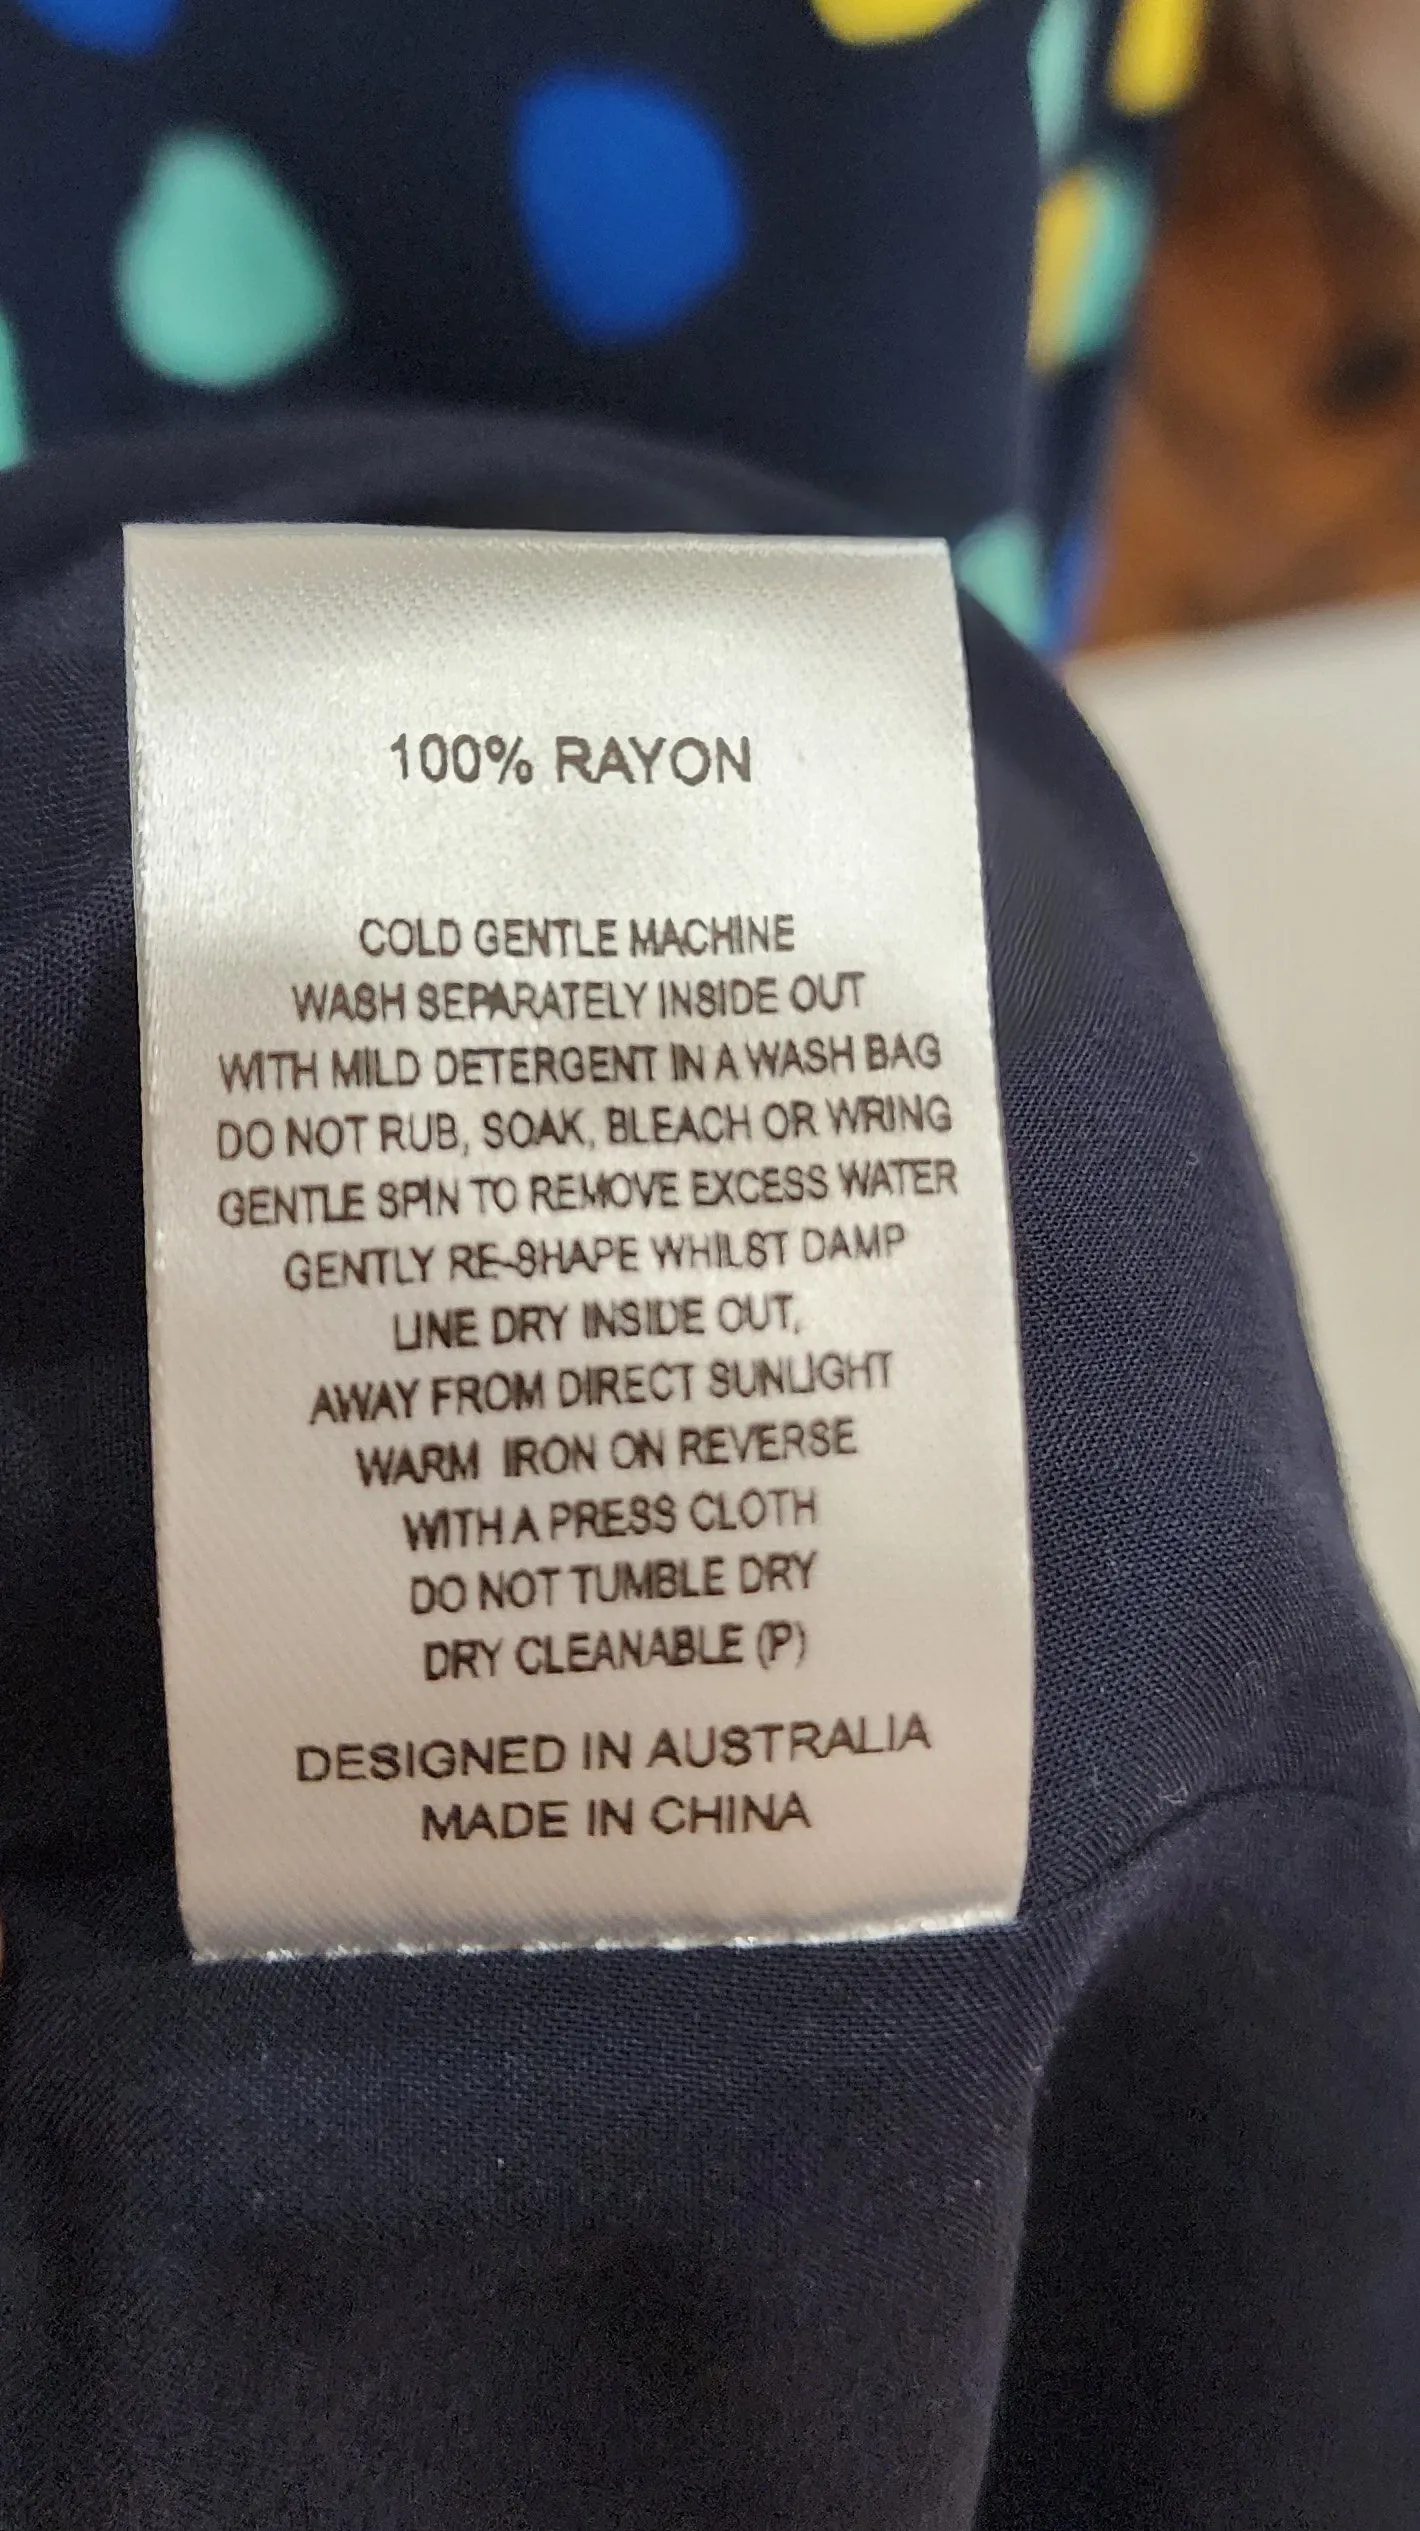 100% RAYON
COLD GENTLE MACHINE
WASH SEPARATELY INSIDE OUT
WITH MILD DETERGENT IN A WASH BAG
DO NOT RUB, SOAK, BLEACH OR WRING
GENTLE SPIN TO REMOVE EXCESS WATER
GENTLY RE-SHAPE WHILST DAMP
LINE DRY INSIDE OUT,
AWAY FROM DIRECT SUNLIGHT
WARM IRON ON REVERSE
WITH A PRESS CLOTH
DO NOT TUMBLE DRY
DRY CLEANABLE (P)
DESIGNED IN AUSTRALIA
MADE IN CHINA